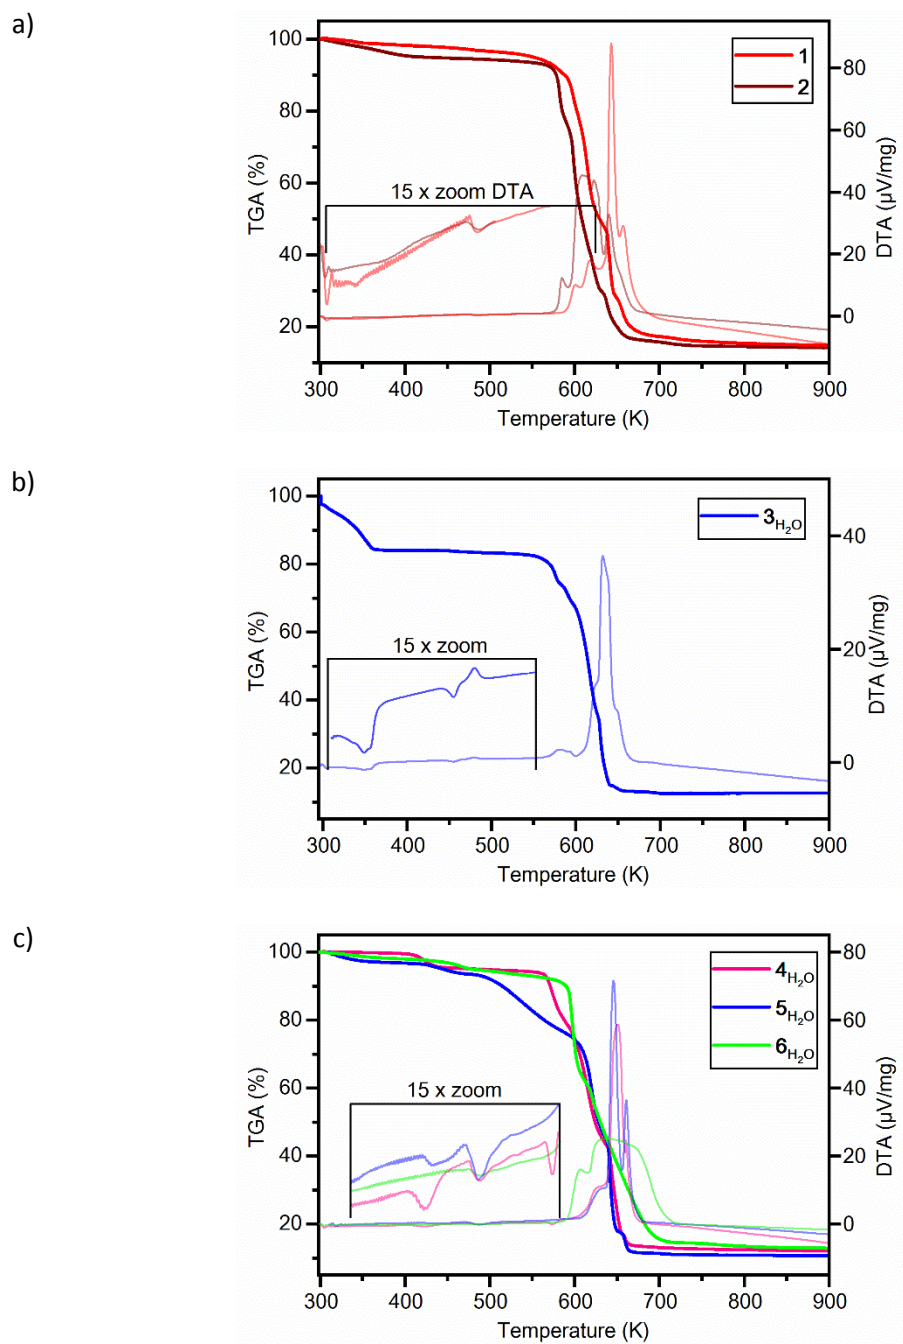 a)
100
80
60
40
20
TGA (%)
15 x zoom DTA
1
2
80
60
40
20
0
DTA (μV/mg)
300 400 500 600 700 800 900
Temperature (K)
b)
100
80
60
40
20
TGA (%)
15 x zoom
3H₂O
40
20
0
DTA (μV/mg)
300 400 500 600 700 800 900
Temperature (K)
c)
100
80
60
40
20
TGA (%)
15 x zoom
4H₂O
5H₂O
6H₂O
80
60
40
20
0
DTA (μV/mg)
300 400 500 600 700 800 900
Temperature (K)